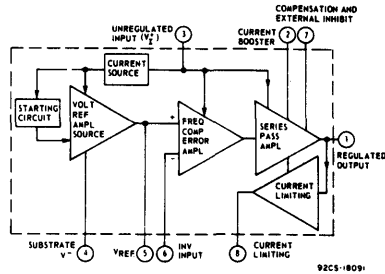 COMPENSATION AND
EXTERNAL INHIBIT
UNREGULATED
INPUT (V⁺I)
3
CURRENT
BOOSTER
2
7
CURRENT
SOURCE
STARTING
CIRCUIT
VOLT
REF
AMPL
SOURCE
+
-
FREQ
COMP
ERROR
AMPL
SERIES
PASS
AMPL
1
REGULATED
OUTPUT
CURRENT
LIMITING
SUBSTRATE
V-
4
VREF
5
6
INV
INPUT
8
CURRENT
LIMITING
92CS-18091